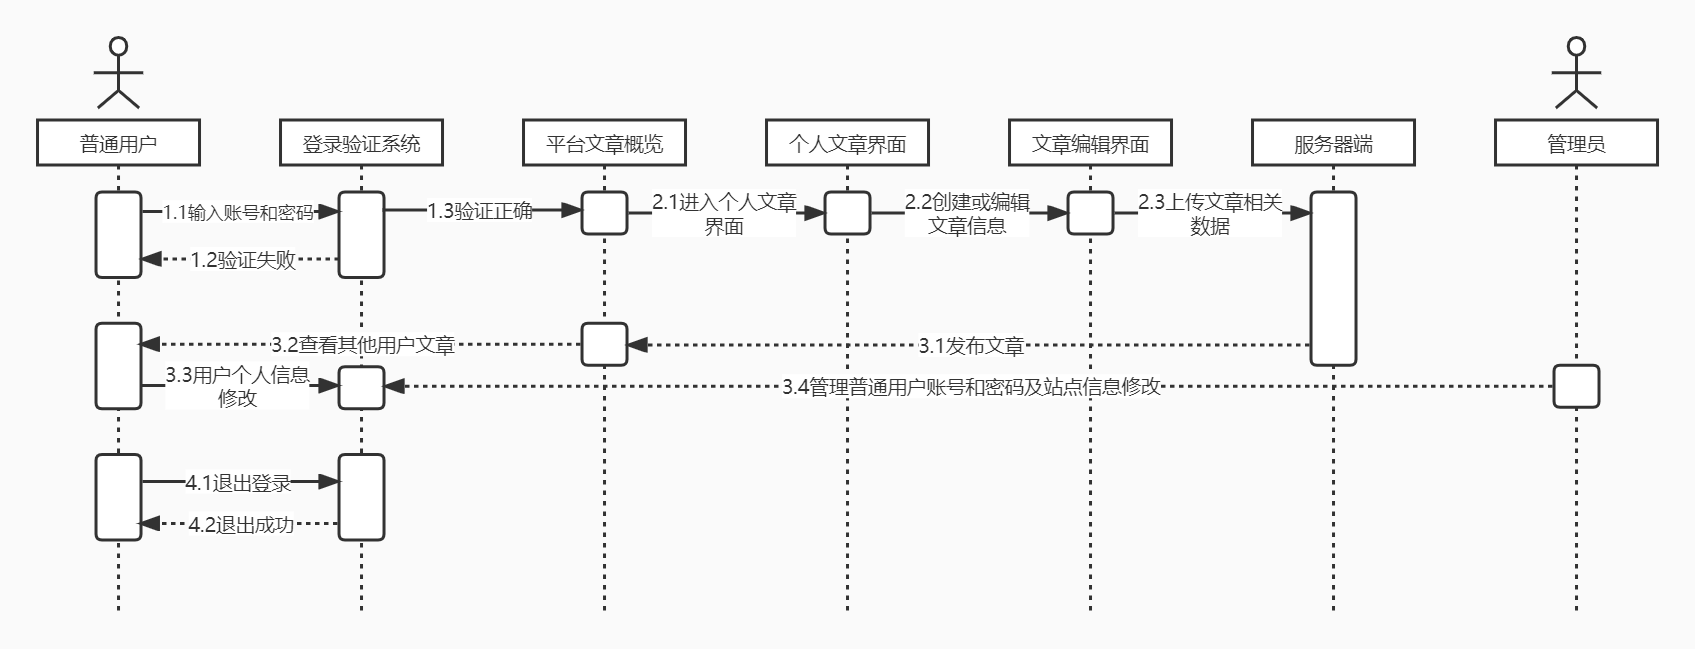 普通用户
登录验证系统
平台文章概览
个人文章界面
文章编辑界面
服务器端
管理员
1.1输入账号和密码
1.3验证正确
2.1进入个人文章
界面
2.2创建或编辑
文章信息
2.3上传文章相关
数据
1.2验证失败
3.2查看其他用户文章
3.1发布文章
3.3用户个人信息
修改
3.4管理普通用户账号和密码及站点信息修改
4.1退出登录
4.2退出成功